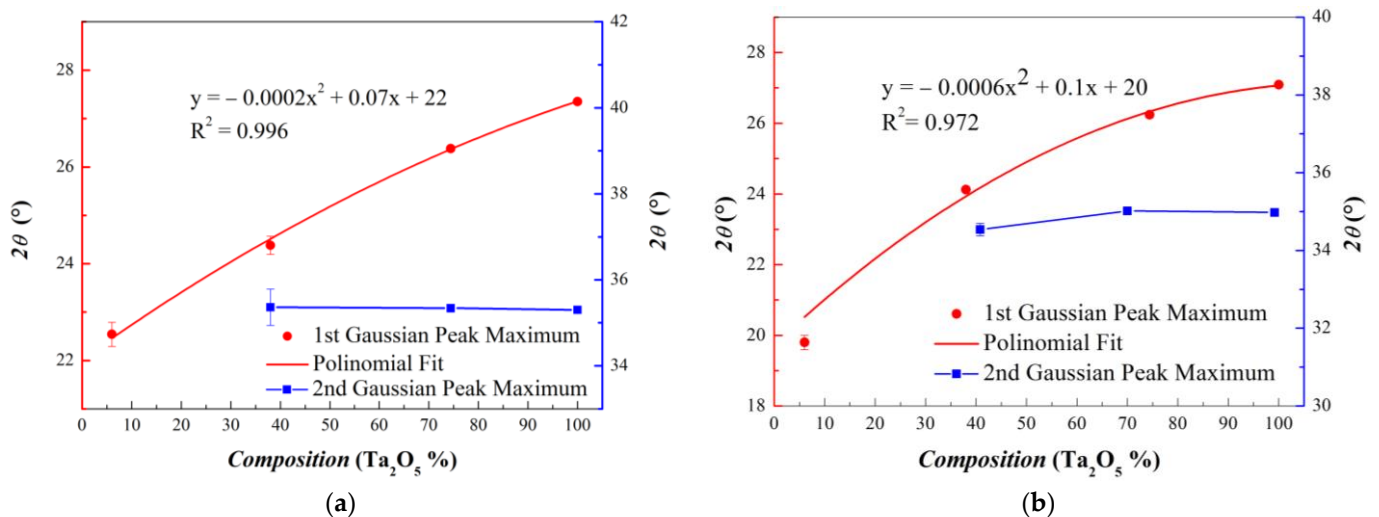 42
28
y = – 0.0002x² + 0.07x + 22
R² = 0.996
40
26
38
2θ (°)
2θ (°)
24
36
1st Gaussian Peak Maximum
22
Polinomial Fit
34
2nd Gaussian Peak Maximum
0 10 20 30 40 50 60 70 80 90 100
Composition (Ta₂O₅ %)
(a)
40
28
y = – 0.0006x² + 0.1x + 20
R²= 0.972
38
26
36
24
2θ (°)
2θ (°)
34
22
1st Gaussian Peak Maximum
32
20
Polinomial Fit
2nd Gaussian Peak Maximum
18
30
0 10 20 30 40 50 60 70 80 90 100
Composition (Ta₂O₅ %)
(b)